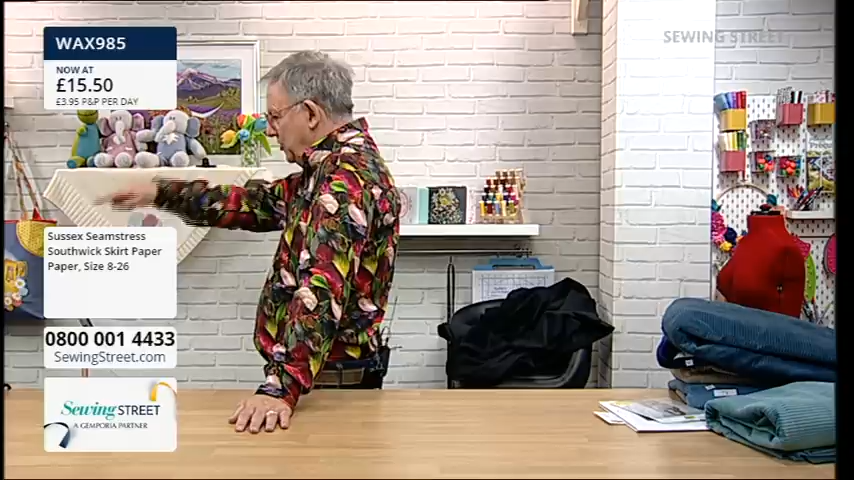 WAX985
NOW AT
£15.50
£3.95 P&P PER DAY
SEWING STREET
Sussex Seamstress
Southwick Skirt Paper
Paper, Size 8-26
0800 001 4433
SewingStreet.com
Sewing STREET
A GEMPORIA PARTNER